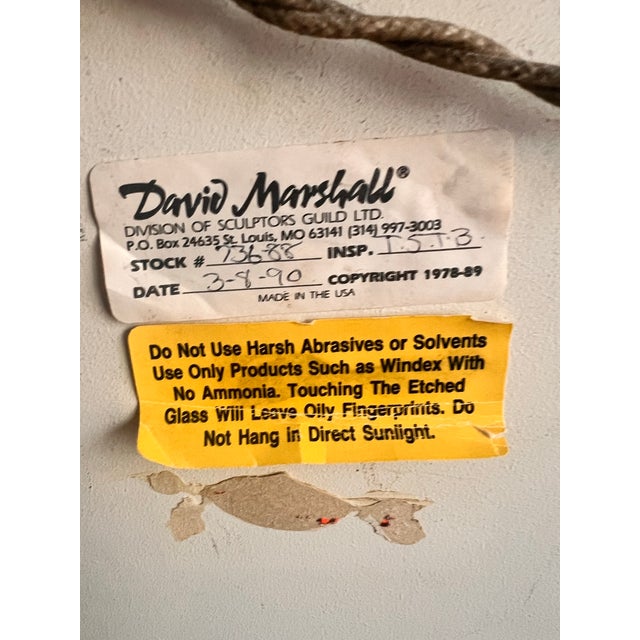 David Marshall®
DIVISION OF SCULPTORS GUILD LTD.
P.O. Box 24635 St. Louis, MO 63141 (314) 997-3003
STOCK # 73688 INSP.
DATE 3-8-90 COPYRIGHT 1978-89
MADE IN THE USA
Do Not Use Harsh Abrasives or Solvents
Use Only Products Such as Windex With
No Ammonia. Touching The Etched
Glass Will Leave Oily Fingerprints. Do
Not Hang in Direct Sunlight.